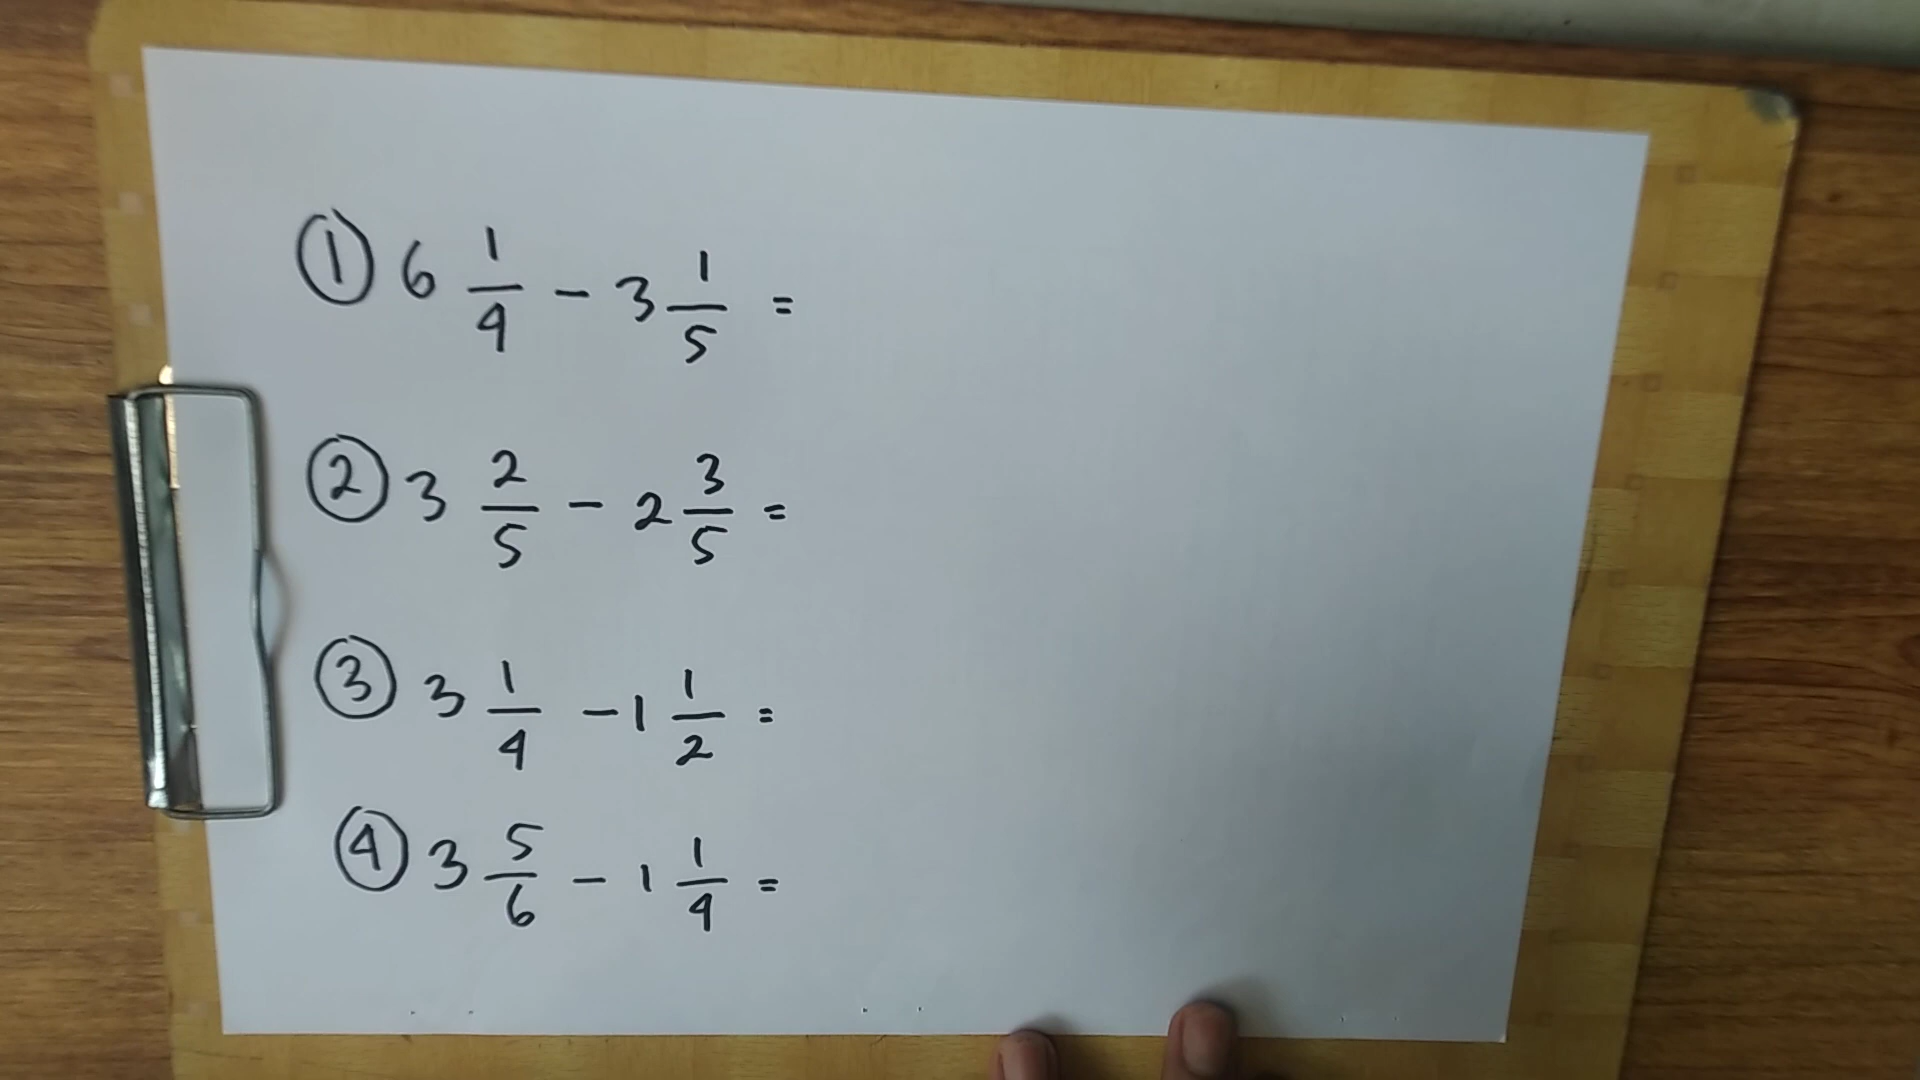 ① 6 1/4 - 3 1/5 =
② 3 2/5 - 2 3/5 =
③ 3 1/4 - 1 1/2 =
④ 3 5/6 - 1 1/4 =